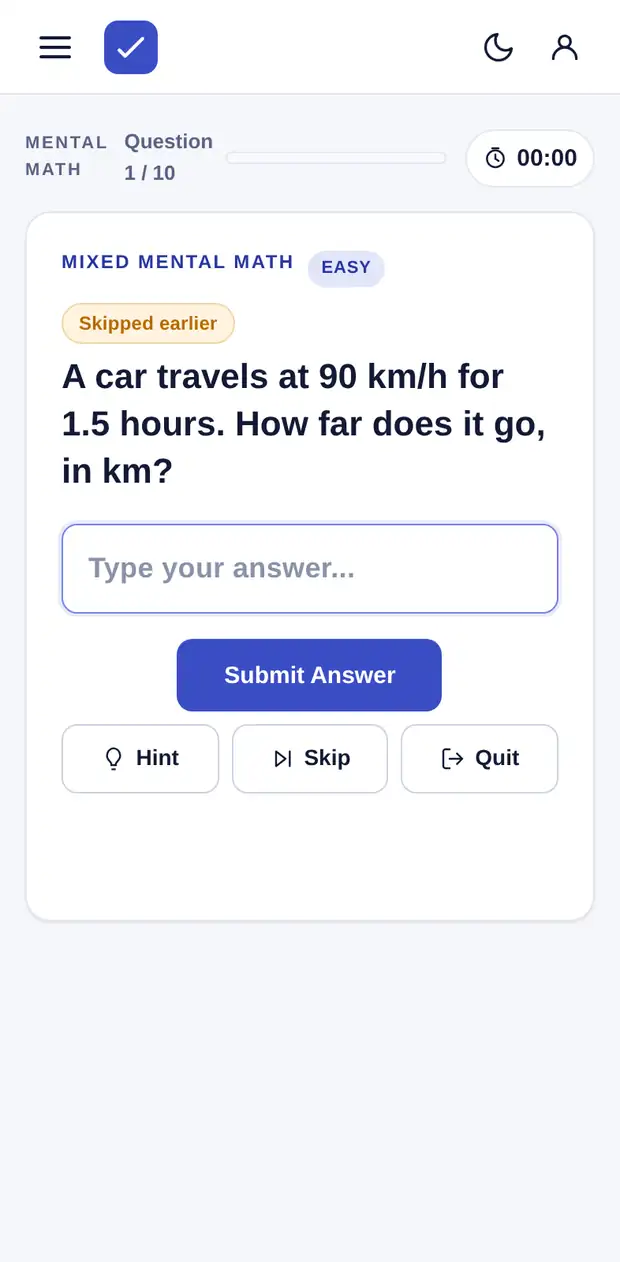 MENTAL
MATH
Question
1 / 10
00:00
MIXED MENTAL MATH
EASY
Skipped earlier
A car travels at 90 km/h for
1.5 hours. How far does it go,
in km?
Type your answer...
Submit Answer
Hint
Skip
Quit